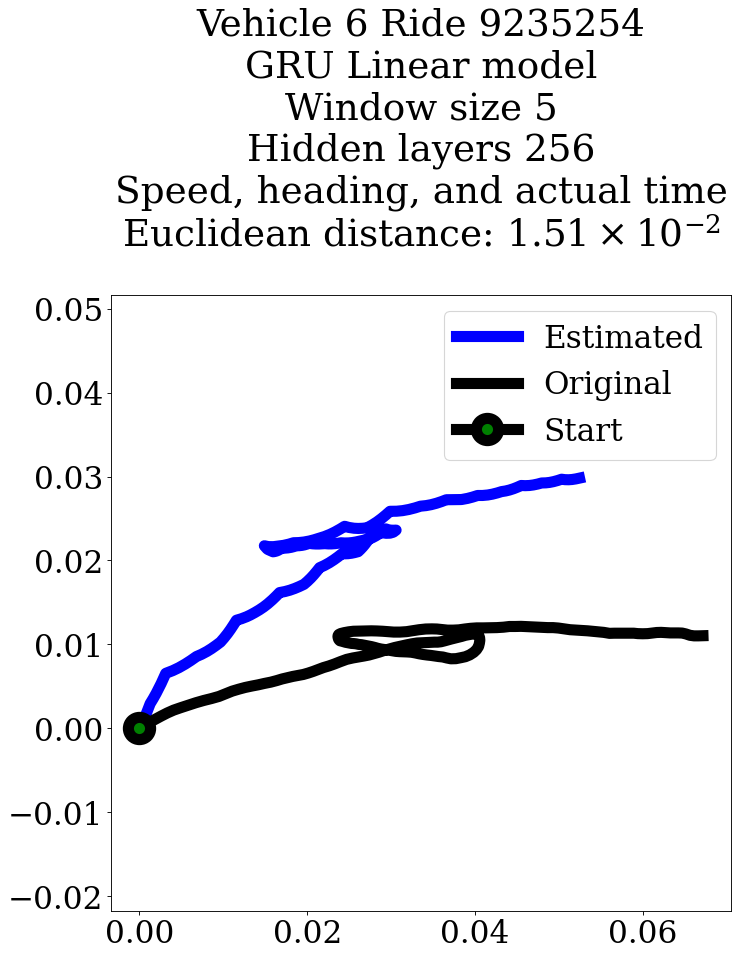 Vehicle 6 Ride 9235254
GRU Linear model
Window size 5
Hidden layers 256
Speed, heading, and actual time
Euclidean distance: 1.51 × 10⁻²
0.05
0.04
0.03
0.02
0.01
0.00
−0.01
−0.02
Estimated
Original
Start
0.00 0.02 0.04 0.06